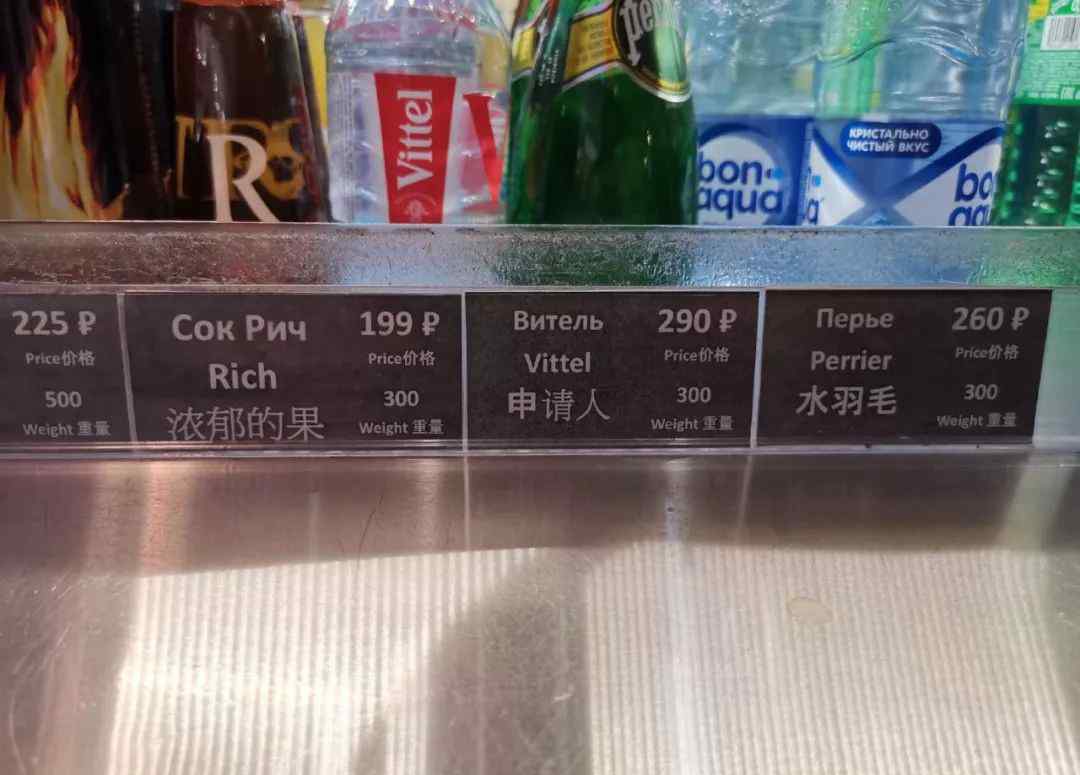 R
Vittel
V
Per
bon
aqua
КРИСТАЛЬНО
ЧИСТЫЙ ВКУС
bo
aq
225 ₽
Price价格
500
Weight 重量
Сок Рич
Rich
浓郁的果
199 ₽
Price价格
300
Weight 重量
Витель
Vittel
申请人
290 ₽
Price价格
300
Weight 重量
Перье
Perrier
水羽毛
260 ₽
Price价格
300
Weight 重量